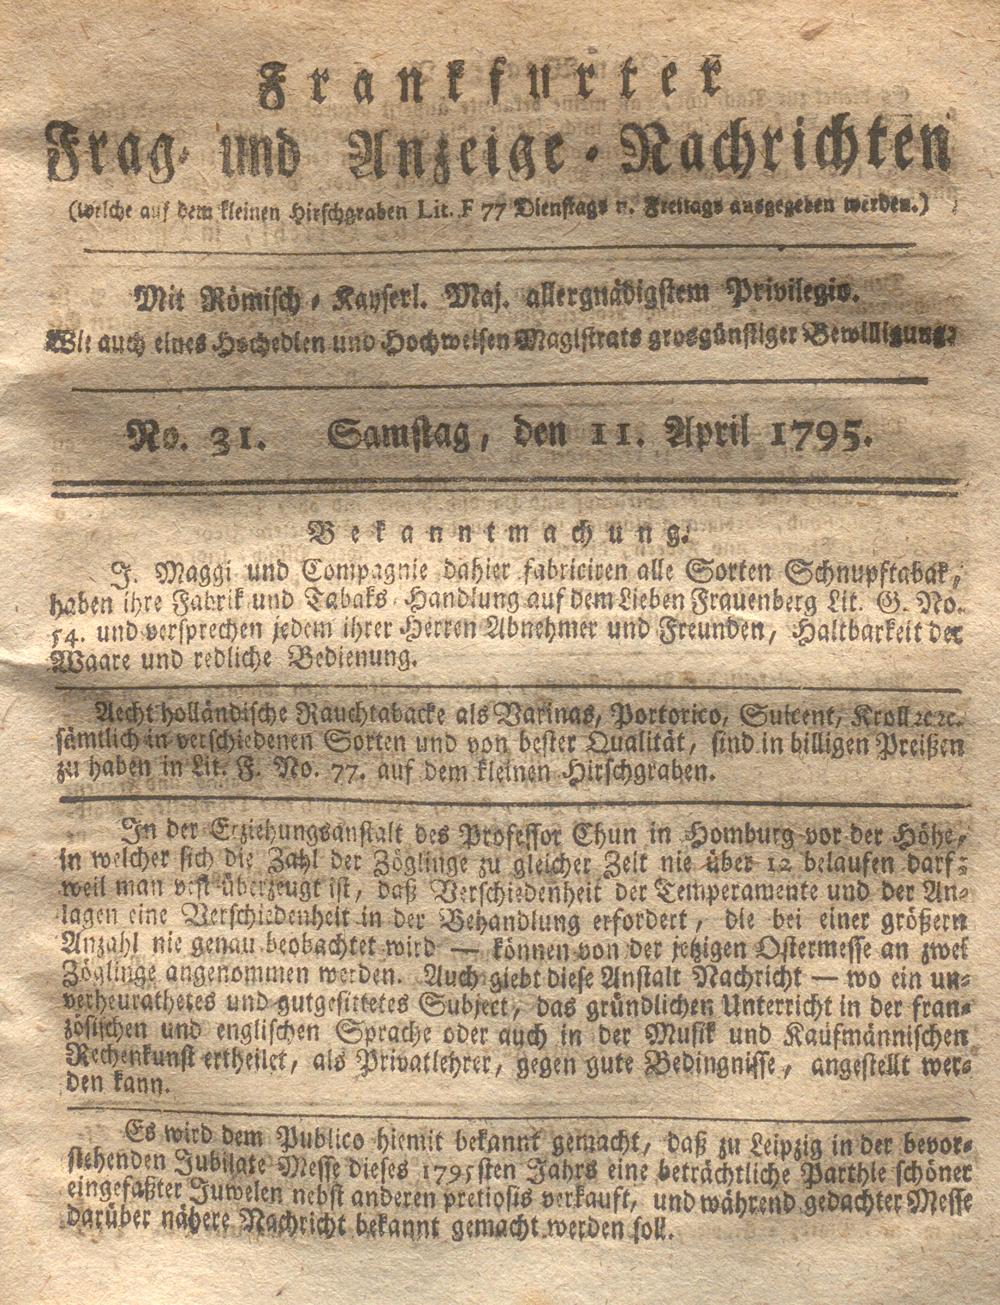 Frankfurter
Frag- und Anzeige-Nachrichten
(welche auf dem kleinen Hirschgraben Lit. F 77 Dienstags u. Freitags ausgegeben werden.)
Mit Römisch-Kayserl. Maj. allergnädigstem Privilegio.
Wie auch eines Hochedlen und Hochweisen Magistrats grosgünstiger Bewilligung.
No. 31. Samstag, den 11. April 1795.
Bekanntmachung.
J. Maggi und Compagnie dahier fabriciren alle Sorten Schnupftabak,
haben ihre Fabrik und Tabaks-Handlung auf dem Lieben Frauenberg Lit. G. No.
54. und versprechen jedem ihrer Herren Abnehmer und Freunden, Haltbarkeit der
Waare und redliche Bedienung.
Aecht holländische Rauchtabacke als Varinas, Portorico, Suicent, Kroll ꝛc ꝛc.
sämtlich in verschiedenen Sorten und von bester Qualität, sind in billigen Preißen
zu haben in Lit. F. No. 77. auf dem kleinen Hirschgraben.
In der Erziehungsanstalt des Professor Chun in Homburg vor der Höhe,
in welcher sich die Zahl der Zöglinge zu gleicher Zeit nie über 12 belaufen darf;
weil man vest überzeugt ist, daß Verschiedenheit der Temperamente und der An-
lagen eine Verschiedenheit in der Behandlung erfordert, die bei einer größern
Anzahl nie genau beobachtet wird — können von der jetzigen Ostermesse an zwei
Zöglinge angenommen werden. Auch giebt diese Anstalt Nachricht — wo ein un-
verheurathetes und gutgesittetes Subject, das gründlichen Unterricht in der fran-
zösischen und englischen Sprache oder auch in der Musik und Kaufmännischen
Rechenkunst ertheilet, als Privatlehrer, gegen gute Bedingnisse, angestellt wer-
den kann.
Es wird dem Publico hiemit bekannt gemacht, daß zu Leipzig in der bevor-
stehenden Jubilate-Messe dieses 1795sten Jahrs eine beträchtliche Parthie schöner
eingefaßter Juwelen nebst anderen pretiosis verkauft, und während gedachter Messe
darüber nähere Nachricht bekannt gemacht werden soll.